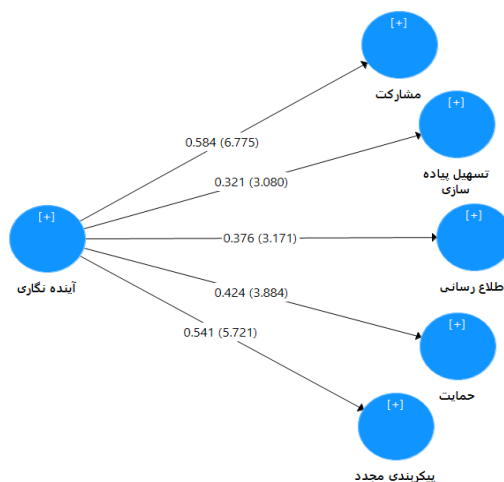 [+]
مشارکت
[+]
تسهیل پیاده
سازی
0.584 (6.775)
0.321 (3.080)
[+]
آینده نگاری
0.376 (3.171)
[+]
طلاع رسانی
0.424 (3.884)
[+]
حمایت
0.541 (5.721)
[+]
پیکربندی مجدد